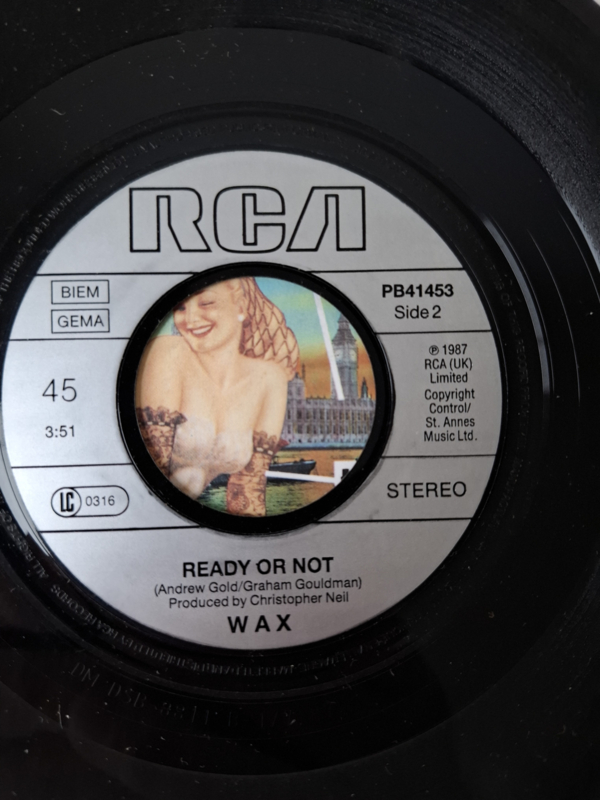 RCA
BIEM
GEMA
PB41453
Side 2
℗ 1987
RCA (UK)
Limited
Copyright
Control/
St. Annes
Music Ltd.
45
3:51
LC 0316
STEREO
READY OR NOT
(Andrew Gold/Graham Gouldman)
Produced by Christopher Neil
WAX